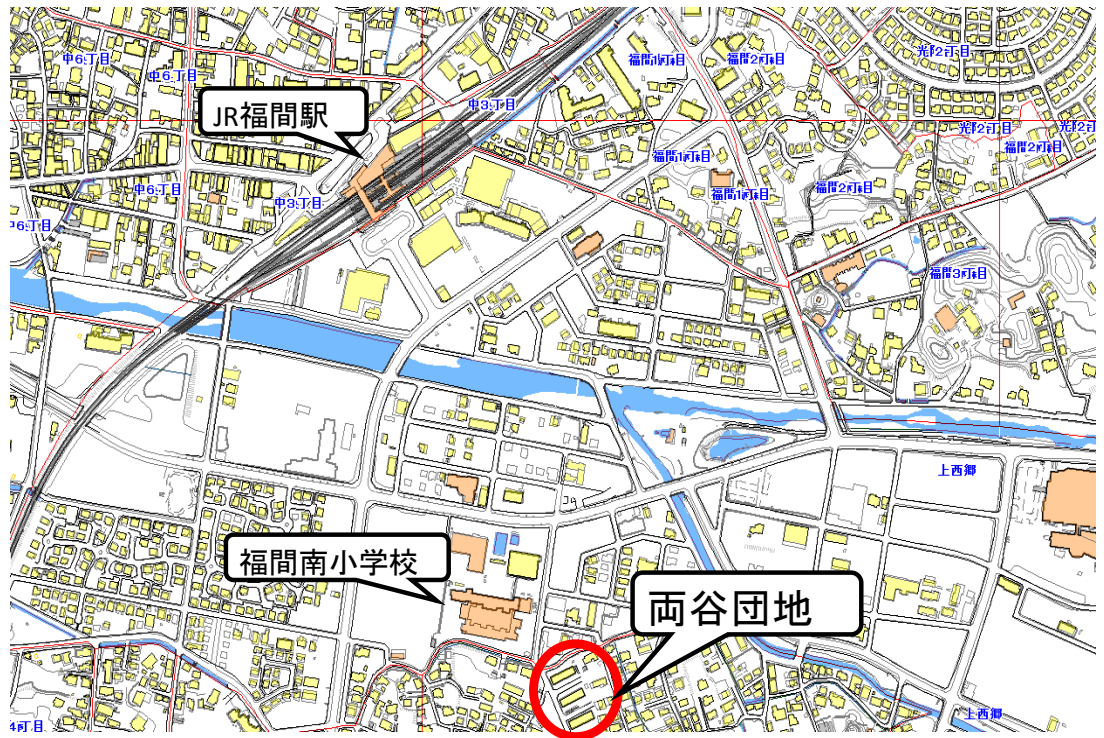 中6丁目
中6丁目
福間1丁目
福間2丁目
光陽2丁目
中3丁目
JR福間駅
福間1丁目
福間2丁目
中6丁目
中3丁目
福間1丁目
福間2丁目
福間3丁目
上西郷
福間南小学校
両谷団地
上西郷
4丁目